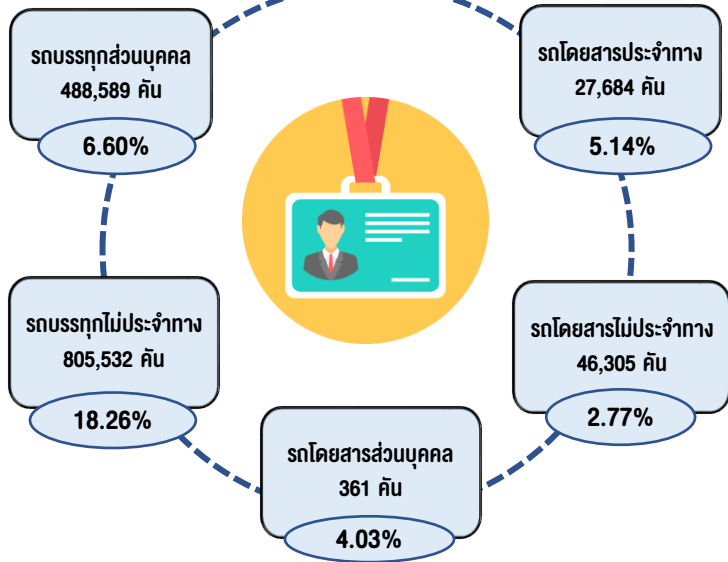 รถบรรทุกส่วนบุคคล
488,589 คัน
6.60%
รถโดยสารประจำทาง
27,684 คัน
5.14%
รถบรรทุกไม่ประจำทาง
805,532 คัน
18.26%
รถโดยสารไม่ประจำทาง
46,305 คัน
2.77%
รถโดยสารส่วนบุคคล
361 คัน
4.03%